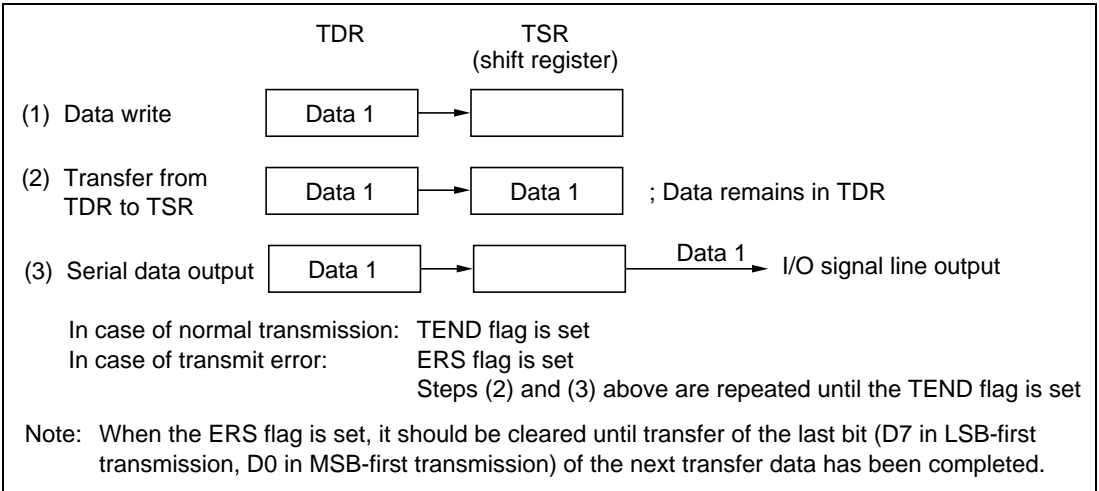 TDR TSR
(shift register)
(1) Data write Data 1
(2) Transfer from
TDR to TSR Data 1 Data 1 ; Data remains in TDR
(3) Serial data output Data 1 Data 1 I/O signal line output
In case of normal transmission: TEND flag is set
In case of transmit error: ERS flag is set
Steps (2) and (3) above are repeated until the TEND flag is set
Note: When the ERS flag is set, it should be cleared until transfer of the last bit (D7 in LSB-first
transmission, D0 in MSB-first transmission) of the next transfer data has been completed.